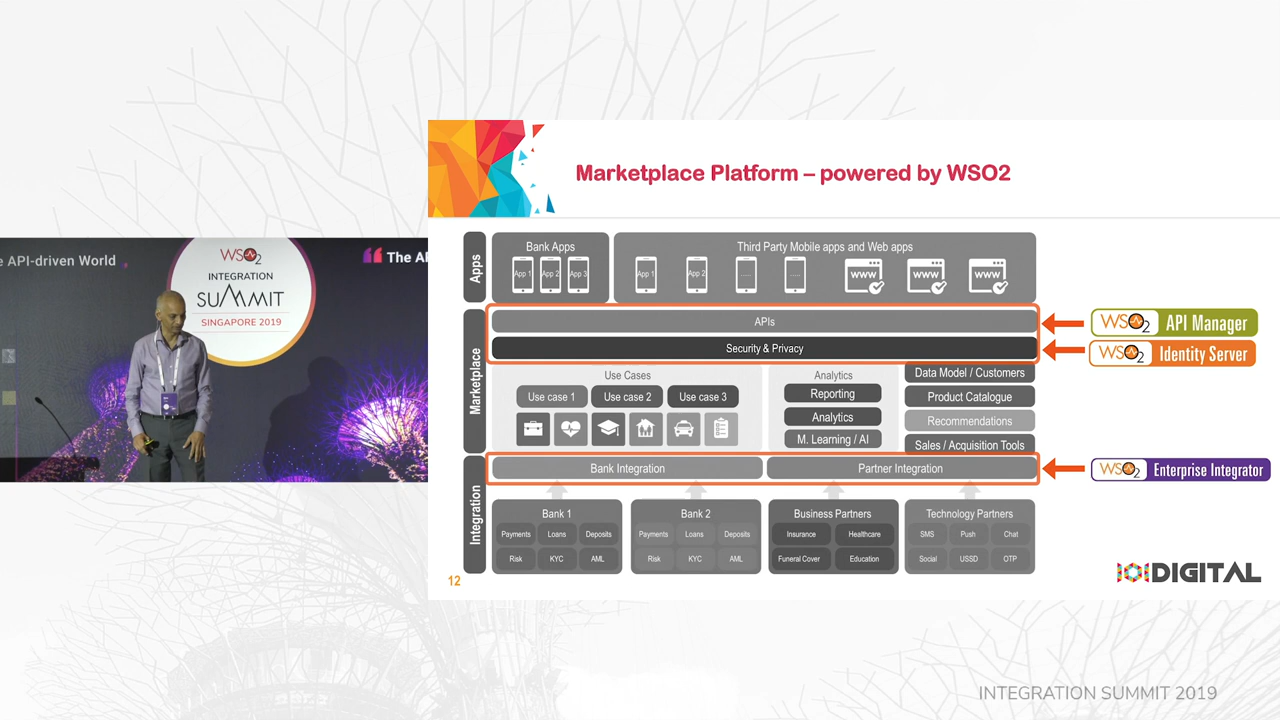 Marketplace Platform – powered by WSO2
Apps
Bank Apps
App 1
App 2
App 3
Third Party Mobile apps and Web apps
App 1
App 2
.....
.....
www
www
www
Marketplace
APIs
Security & Privacy
WSO2 API Manager
WSO2 Identity Server
Use Cases
Use case 1
Use case 2
Use case 3
Analytics
Reporting
Analytics
M. Learning / AI
Data Model / Customers
Product Catalogue
Recommendations
Sales / Acquisition Tools
Integration
Bank Integration
Partner Integration
WSO2 Enterprise Integrator
Bank 1
Payments
Loans
Deposits
Risk
KYC
AML
Bank 2
Payments
Loans
Deposits
Risk
KYC
AML
Business Partners
Insurance
Healthcare
Funeral Cover
Education
Technology Partners
SMS
Push
Chat
Social
USSD
OTP
12
101DIGITAL
e API-driven World
WSO2
INTEGRATION
SUMMIT
SINGAPORE 2019
The AP
INTEGRATION SUMMIT 2019